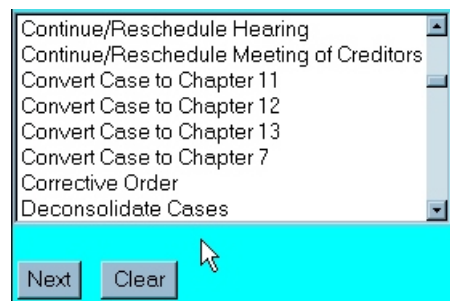 Continue/Reschedule Hearing
Continue/Reschedule Meeting of Creditors
Convert Case to Chapter 11
Convert Case to Chapter 12
Convert Case to Chapter 13
Convert Case to Chapter 7
Corrective Order
Deconsolidate Cases
Next Clear